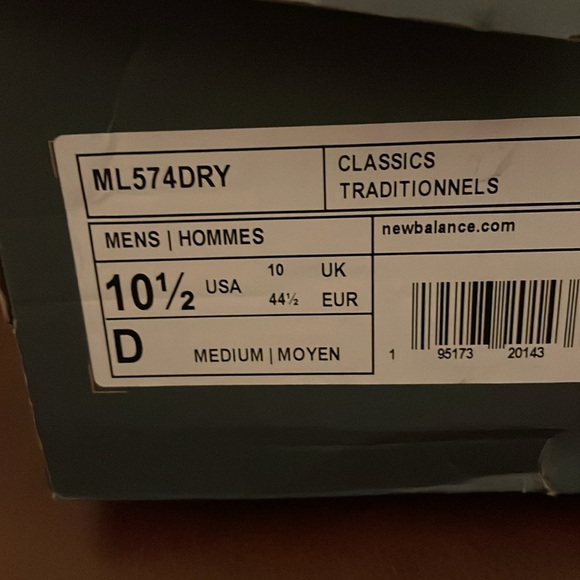 ML574DRY
CLASSICS
TRADITIONNELS
MENS | HOMMES
newbalance.com
10½ USA 10 UK
44½ EUR
D MEDIUM | MOYEN
1 95173 20143